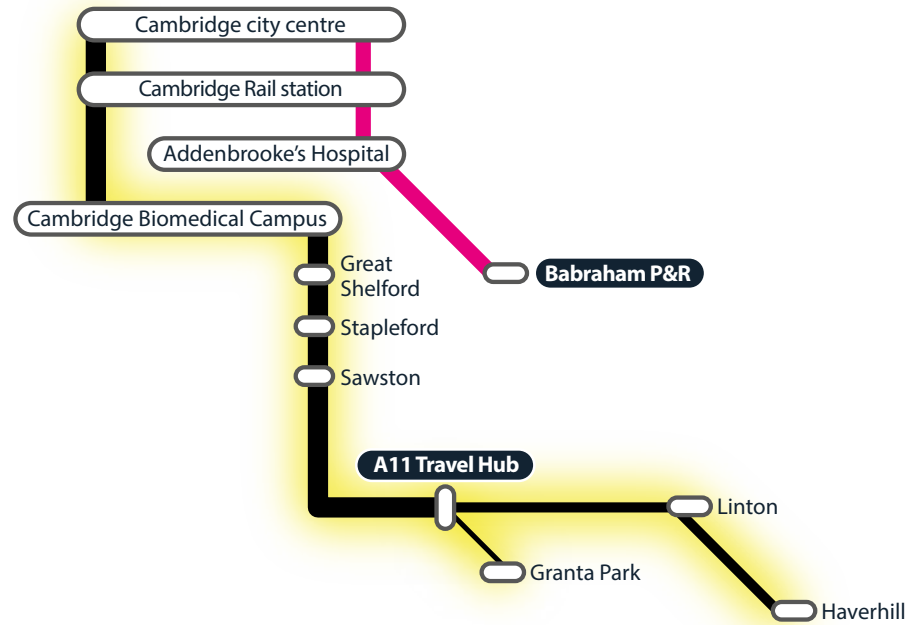 Cambridge city centre
Cambridge Rail station
Addenbrooke’s Hospital
Cambridge Biomedical Campus
Great
Shelford
Babraham P&R
Stapleford
Sawston
A11 Travel Hub
Linton
Granta Park
Haverhill